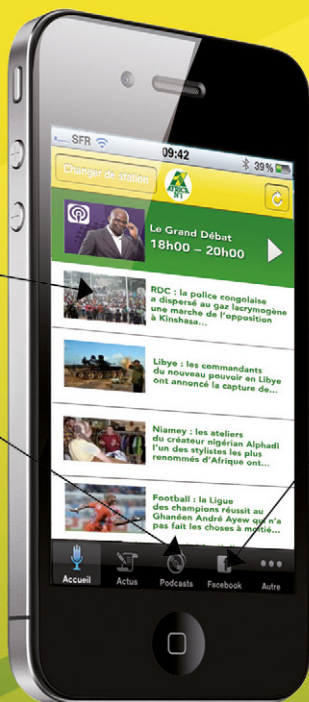 SFR
09:42
39%
Changer de station
AFRICA
N°1
Le Grand Débat
18h00 – 20h00
RDC : la police congolaise
a dispersé au gaz lacrymogène
une marche de l'opposition
à Kinshasa...
Libye : les commandants
du nouveau pouvoir en Libye
ont annoncé la capture de...
Niamey : les ateliers
du créateur nigérian Alphadi
l'un des stylistes les plus
renommés d'Afrique ont...
Football : la Ligue
des champions réussit au
Ghanéen André Ayew qui n'a
pas fait les choses à moitié...
Accueil
Actus
Podcasts
Facebook
Autre